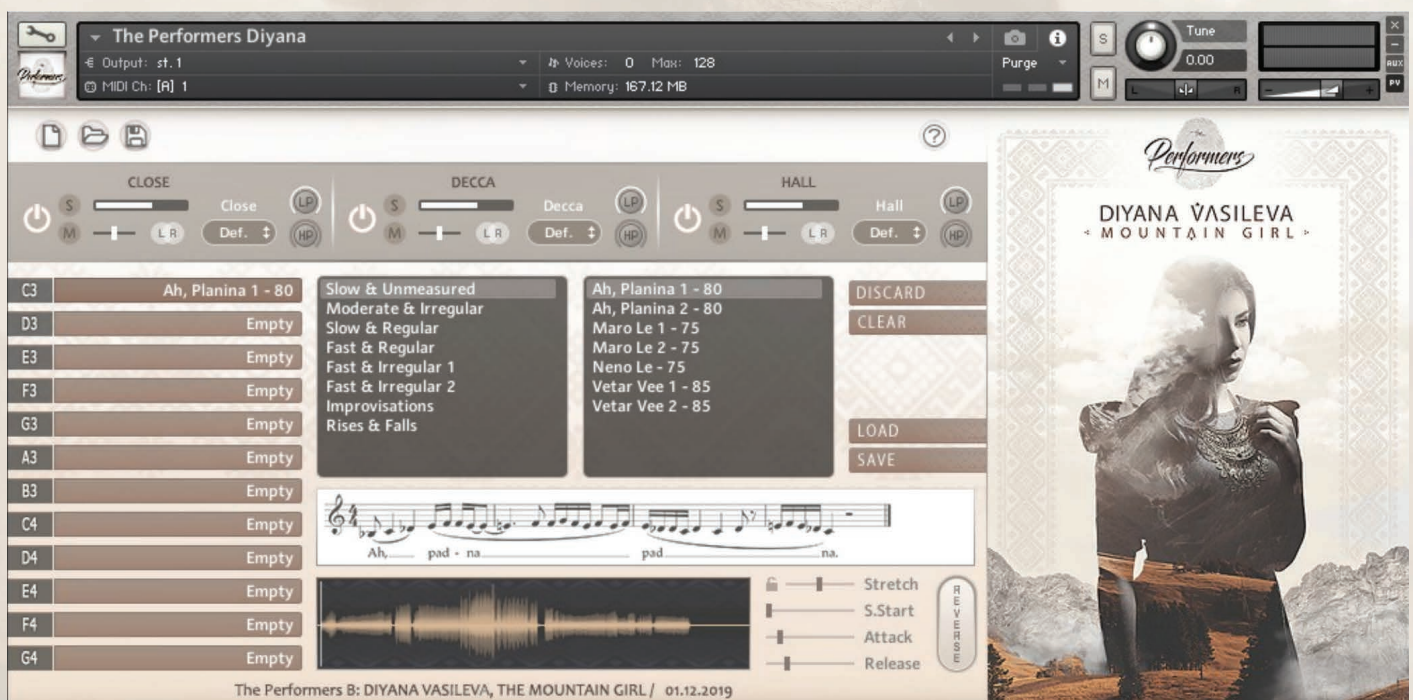 The Performers Diyana
Output: st.1
Voices: 0 Max: 128
MIDI Ch: [A] 1
Memory: 167.12 MB
Purge
S
M
Tune
0.00
L R
- +
AUX
PV
Performers
CLOSE
S
M
L R
Close
Def.
LP
HP
DECCA
S
M
L R
Decca
Def.
LP
HP
HALL
S
M
L R
Hall
Def.
LP
HP
?
C3 Ah, Planina 1 - 80
D3 Empty
E3 Empty
F3 Empty
G3 Empty
A3 Empty
B3 Empty
C4 Empty
D4 Empty
E4 Empty
F4 Empty
G4 Empty
Slow & Unmeasured
Moderate & Irregular
Slow & Regular
Fast & Regular
Fast & Irregular 1
Fast & Irregular 2
Improvisations
Rises & Falls
Ah, Planina 1 - 80
Ah, Planina 2 - 80
Maro Le 1 - 75
Maro Le 2 - 75
Neno Le - 75
Vetar Vee 1 - 85
Vetar Vee 2 - 85
DISCARD
CLEAR
LOAD
SAVE
Ah, pad - na pad na.
Stretch
S.Start
Attack
Release
REVERSE
The Performers B: DIYANA VASILEVA, THE MOUNTAIN GIRL / 01.12.2019
the
Performers
DIYANA VASILEVA
MOUNTAIN GIRL